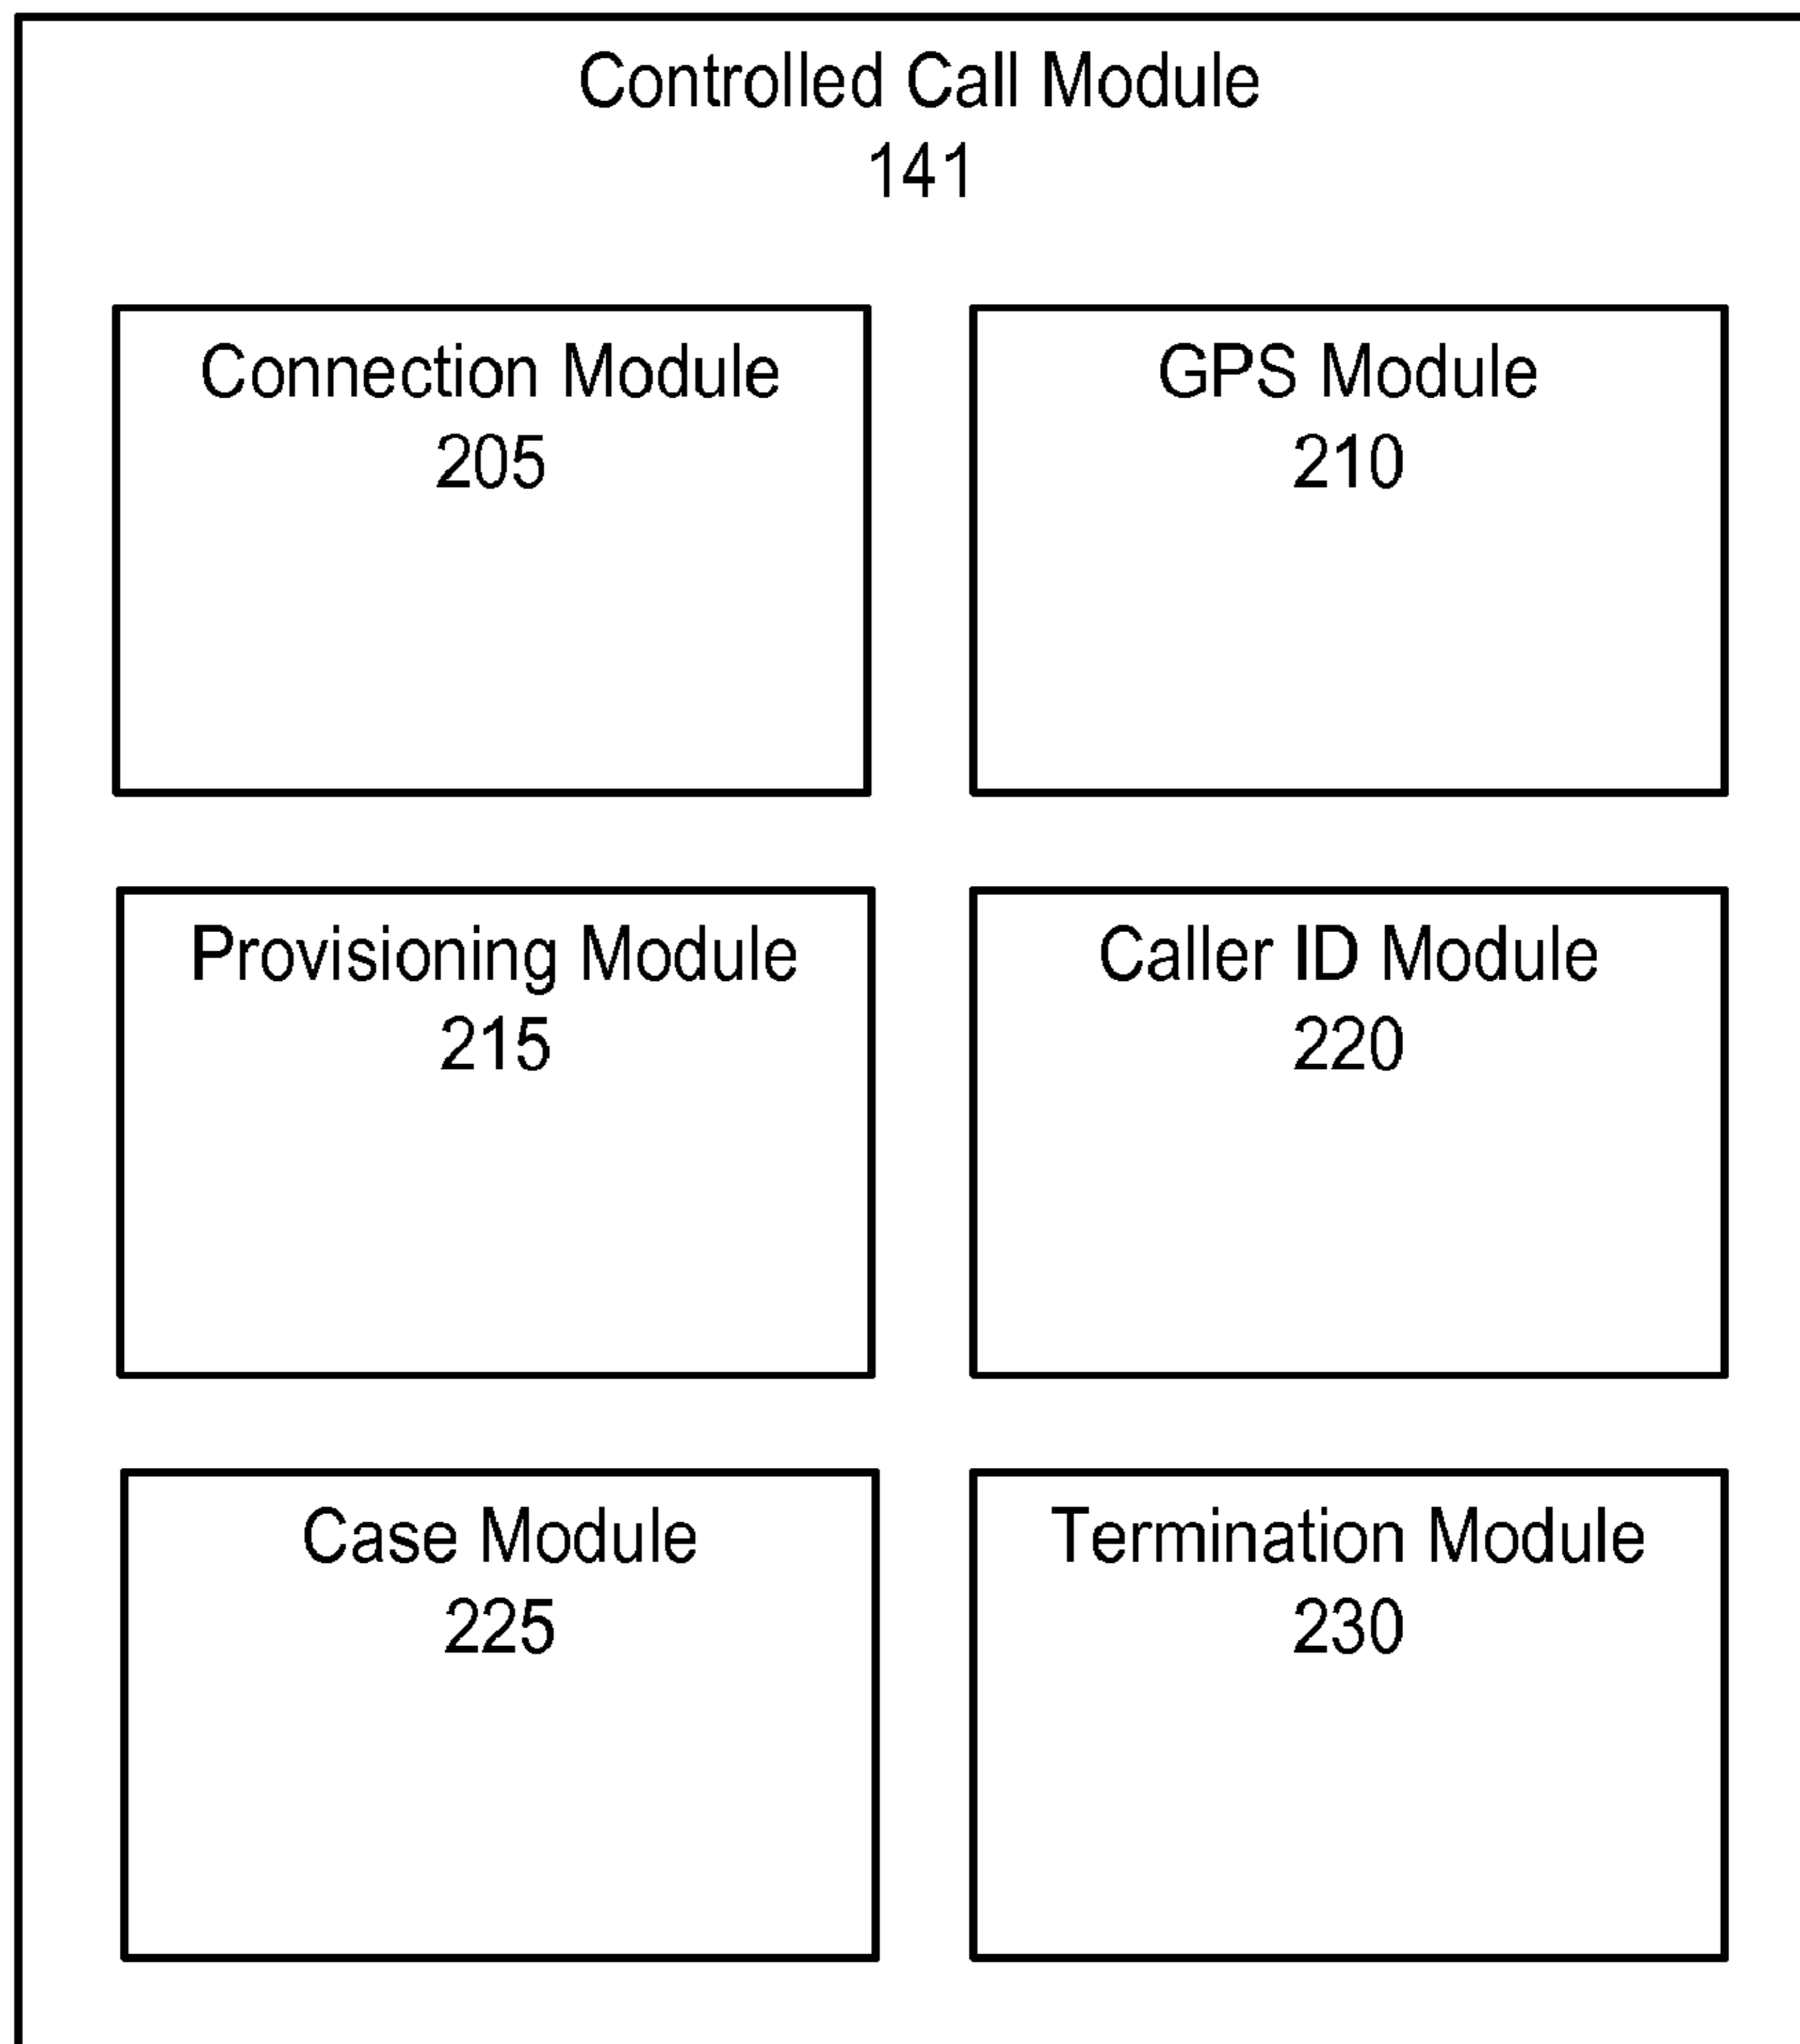 Controlled Call Module
141
Connection Module
205
GPS Module
210
Provisioning Module
215
Caller ID Module
220
Case Module
225
Termination Module
230